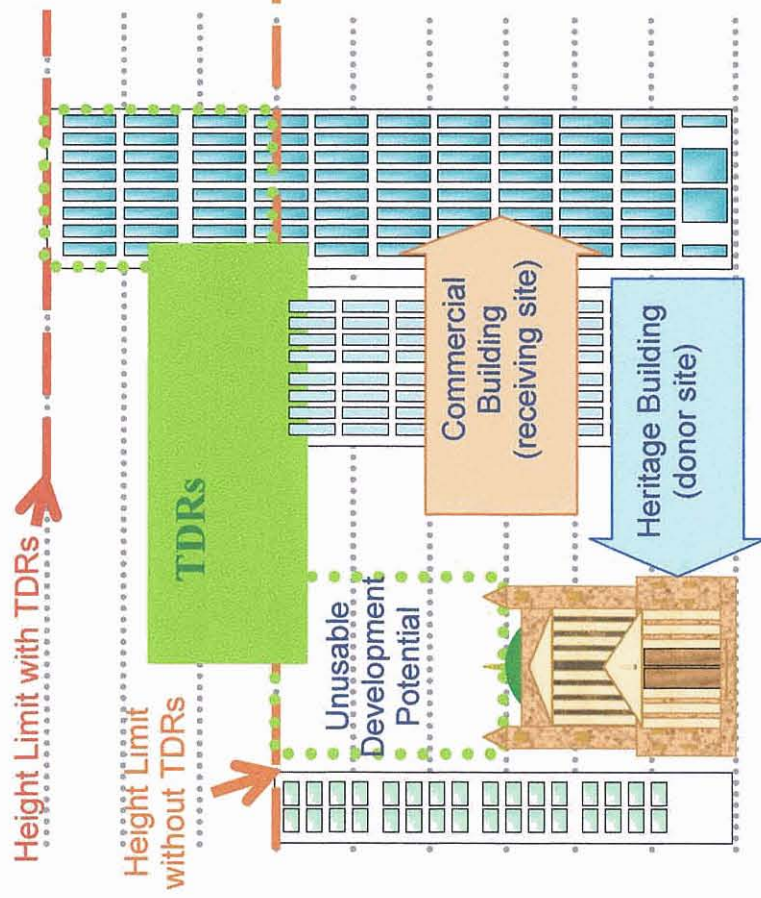 Height Limit with TDRs
Height Limit
without TDRs
TDRs
Unusable
Development
Potential
Commercial
Building
(receiving site)
Heritage Building
(donor site)